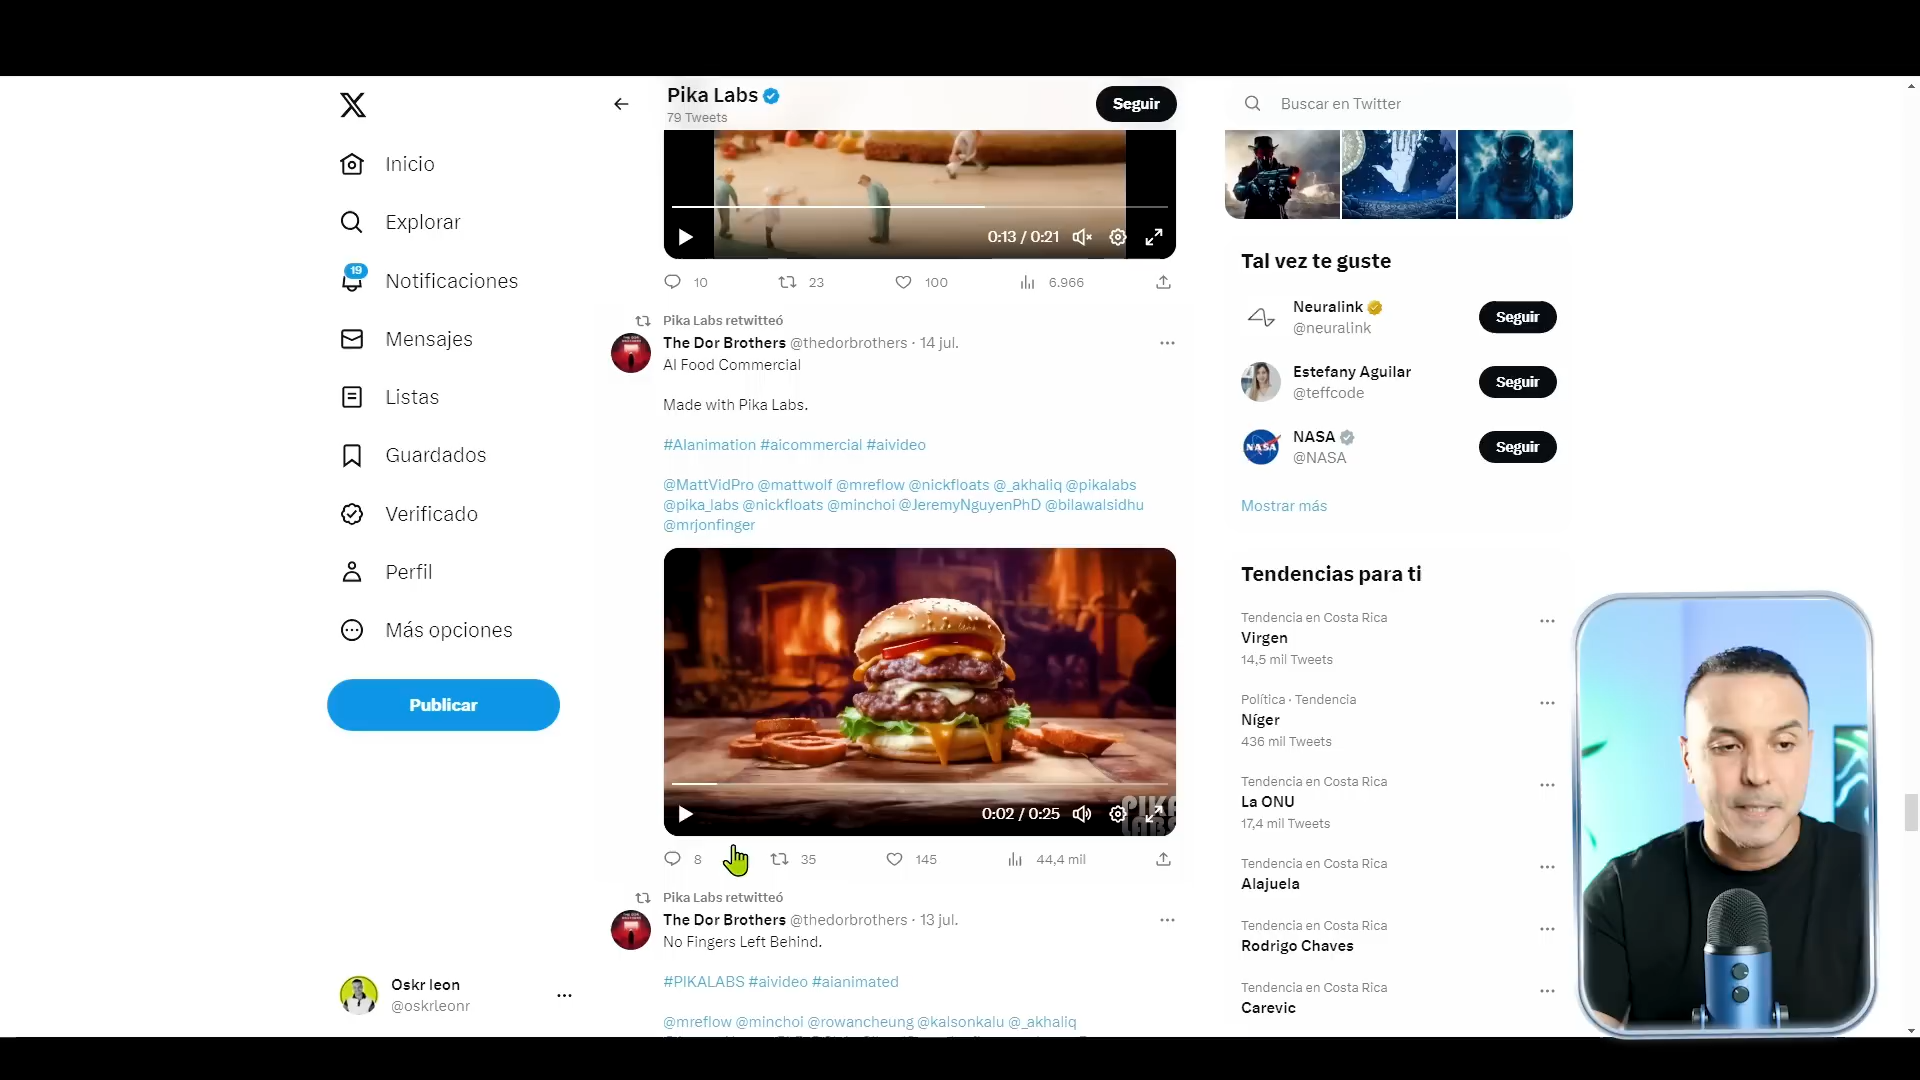 Inicio
Explorar
19
Notificaciones
Mensajes
Listas
Guardados
Verificado
Perfil
Más opciones
Publicar
Oskr leon
@oskrleonr
Pika Labs
79 Tweets
Seguir
0:13 / 0:21
10 23 100 6.966
Pika Labs retwitteó
The Dor Brothers @thedorbrothers · 14 jul.
AI Food Commercial
Made with Pika Labs.
#AIanimation #aicommercial #aivideo
@MattVidPro @mattwolf @mreflow @nickfloats @_akhaliq @pikalabs
@pika_labs @nickfloats @minchoi @JeremyNguyenPhD @bilawalsidhu
@mrjonfinger
PIKA
LABS
0:02 / 0:25
8 35 145 44,4 mil
Pika Labs retwitteó
The Dor Brothers @thedorbrothers · 13 jul.
No Fingers Left Behind.
#PIKALABS #aivideo #aianimated
@mreflow @minchoi @rowancheung @kalsonkalu @_akhaliq
Buscar en Twitter
Tal vez te guste
Neuralink
@neuralink
Seguir
Estefany Aguilar
@teffcode
Seguir
NASA
NASA
@NASA
Seguir
Mostrar más
Tendencias para ti
Tendencia en Costa Rica
Virgen
14,5 mil Tweets
Política · Tendencia
Níger
436 mil Tweets
Tendencia en Costa Rica
La ONU
17,4 mil Tweets
Tendencia en Costa Rica
Alajuela
Tendencia en Costa Rica
Rodrigo Chaves
Tendencia en Costa Rica
Carevic